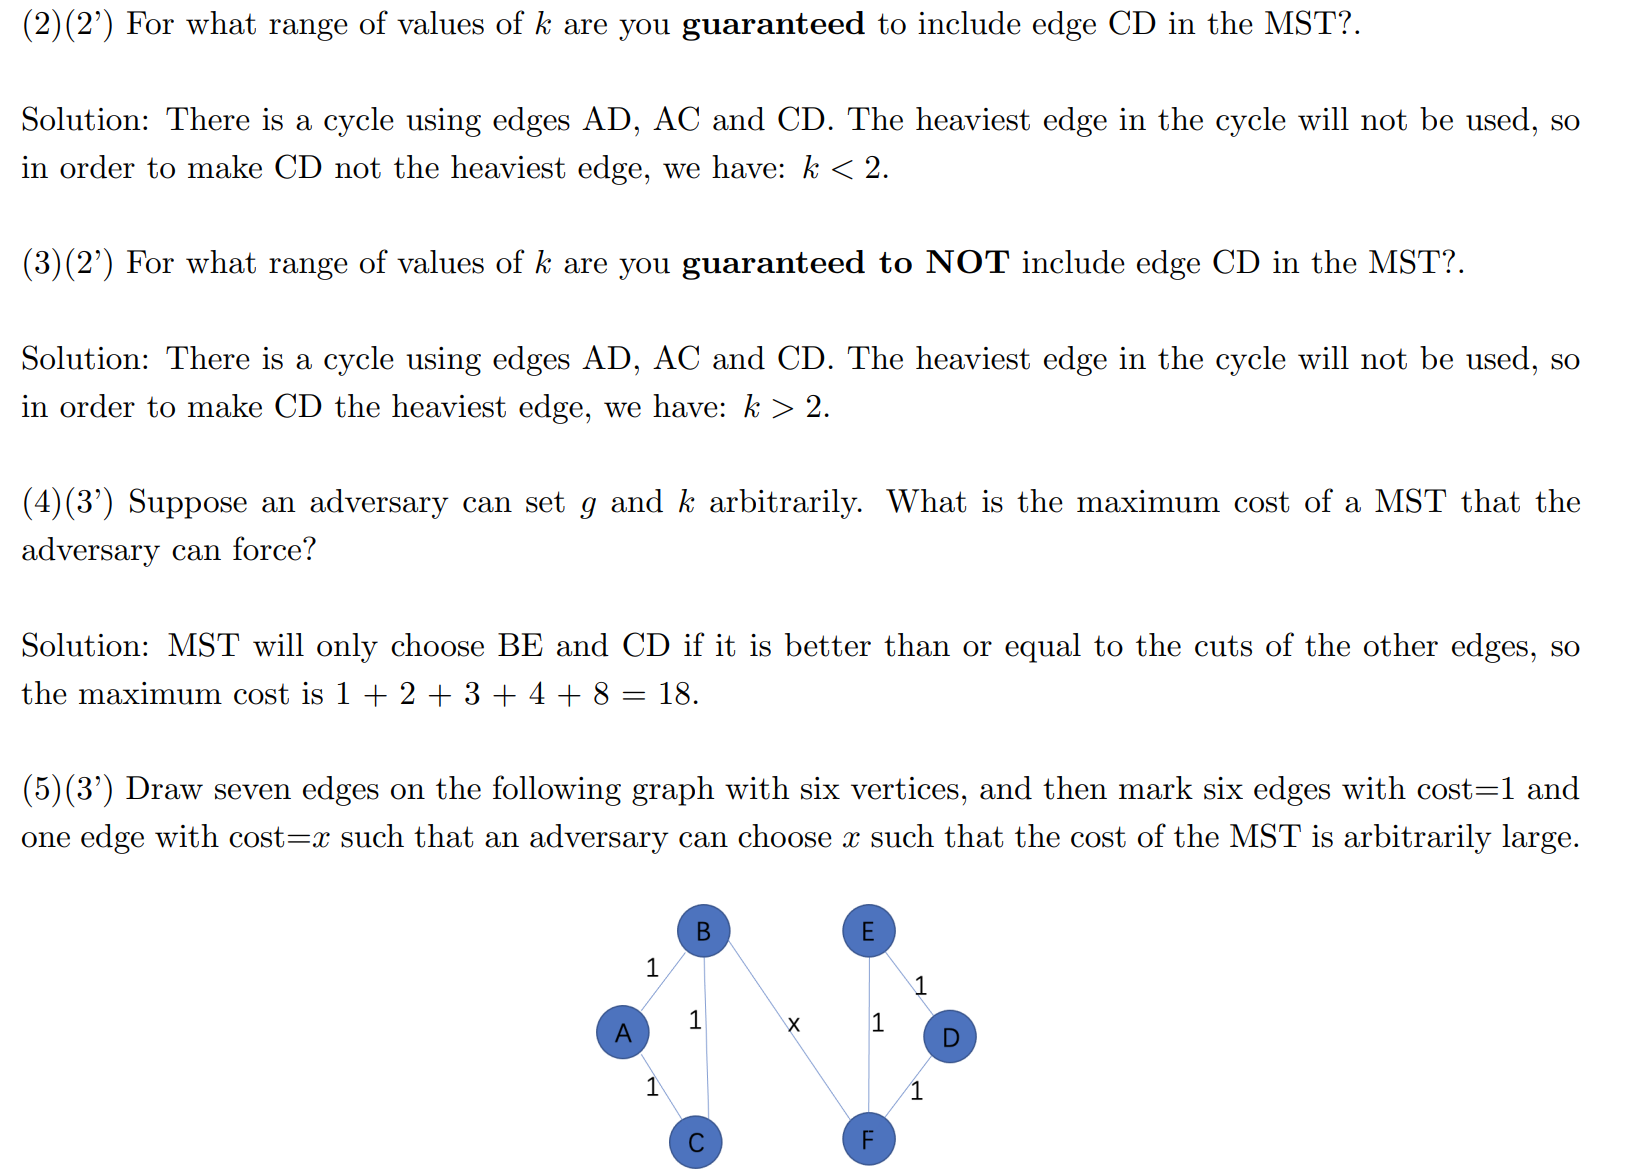 (2)(2’) For what range of values of k are you guaranteed to include edge CD in the MST?.
Solution: There is a cycle using edges AD, AC and CD. The heaviest edge in the cycle will not be used, so
in order to make CD not the heaviest edge, we have: k < 2.
(3)(2’) For what range of values of k are you guaranteed to NOT include edge CD in the MST?.
Solution: There is a cycle using edges AD, AC and CD. The heaviest edge in the cycle will not be used, so
in order to make CD the heaviest edge, we have: k > 2.
(4)(3’) Suppose an adversary can set g and k arbitrarily. What is the maximum cost of a MST that the
adversary can force?
Solution: MST will only choose BE and CD if it is better than or equal to the cuts of the other edges, so
the maximum cost is 1 + 2 + 3 + 4 + 8 = 18.
(5)(3’) Draw seven edges on the following graph with six vertices, and then mark six edges with cost=1 and
one edge with cost=x such that an adversary can choose x such that the cost of the MST is arbitrarily large.
B E
1 1
1 x 1
A D
1 1
C F